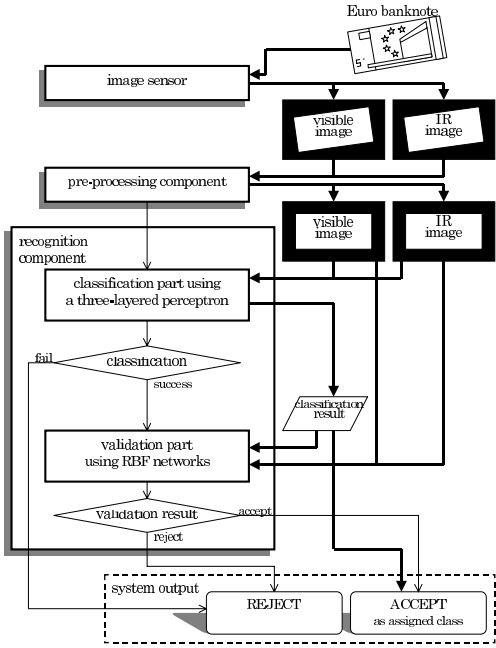 Euro banknote
5
image sensor
visible
image
IR
image
pre-processing component
visible
image
IR
image
recognition
component
classification part using
a three-layered perceptron
fail
classification
success
classification
result
validation part
using RBF networks
validation result
accept
reject
system output
REJECT
ACCEPT
as assigned class